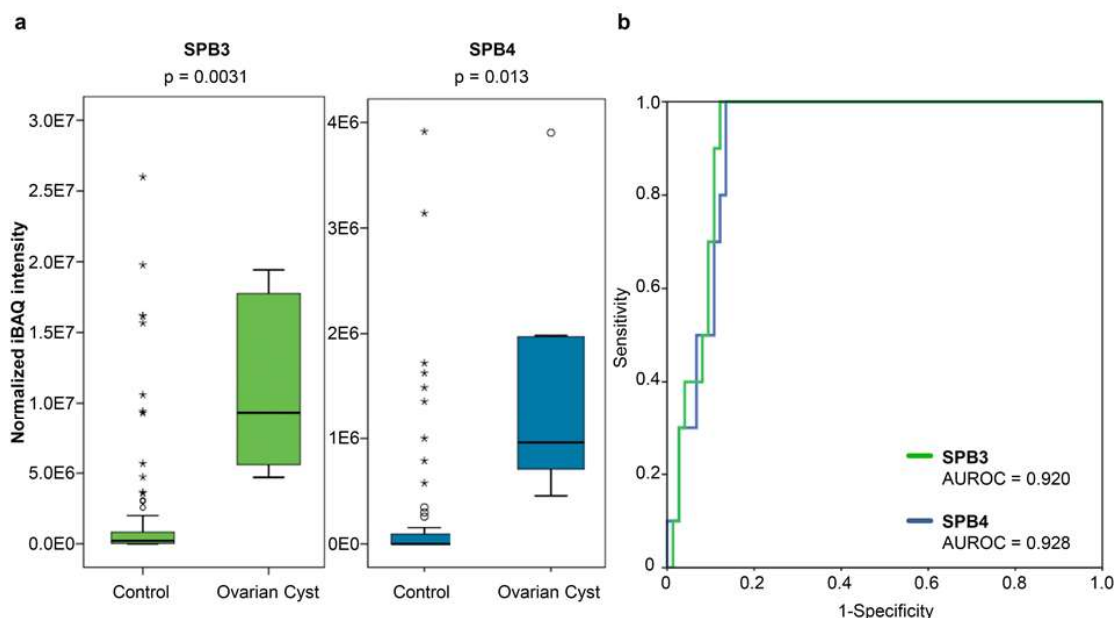 a
SPB3
p = 0.0031
Normalized iBAQ intensity
3.0E7
2.5E7
2.0E7
1.5E7
1.0E7
5.0E6
0.0E0
Control
Ovarian Cyst
SPB4
p = 0.013
4E6
3E6
2E6
1E6
0E0
Control
Ovarian Cyst
b
Sensitivity
1.0
0.8
0.6
0.4
0.2
0
SPB3
AUROC = 0.920
SPB4
AUROC = 0.928
0
0.2
0.4
0.6
0.8
1.0
1-Specificity